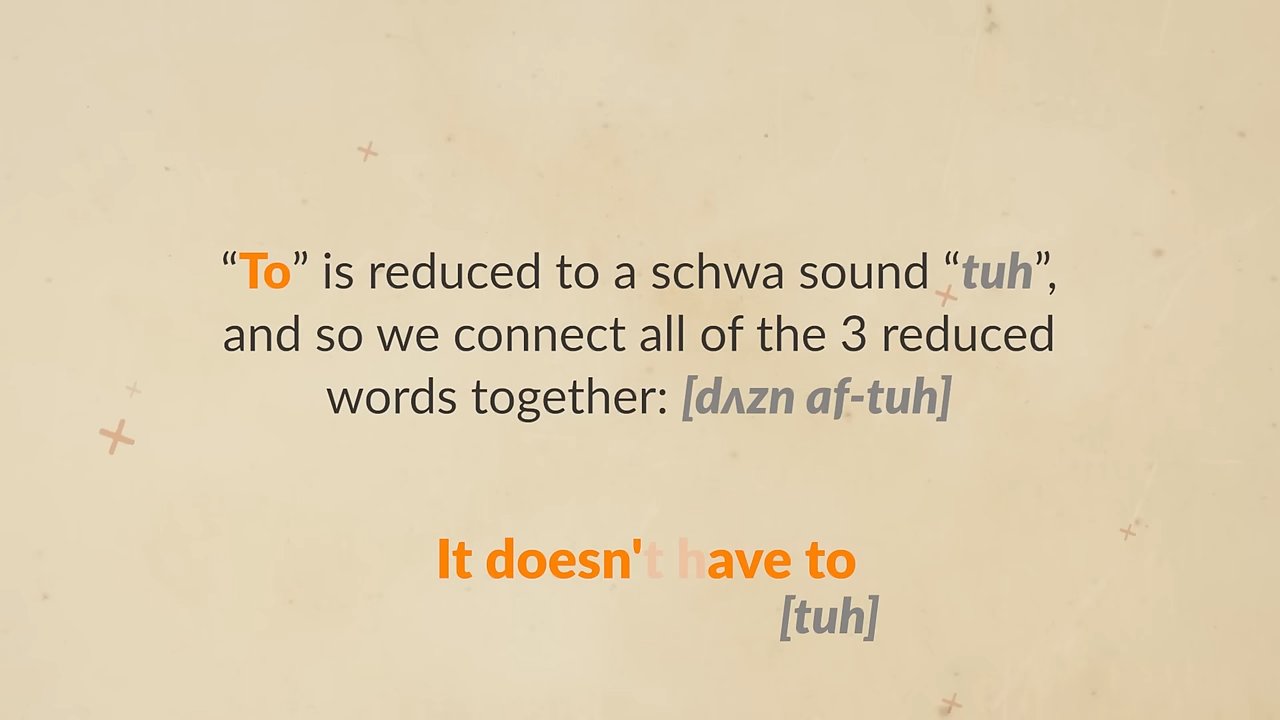 “To” is reduced to a schwa sound “tuh”,
and so we connect all of the 3 reduced
words together: [dʌzn af-tuh]
It doesn't have to
[tuh]